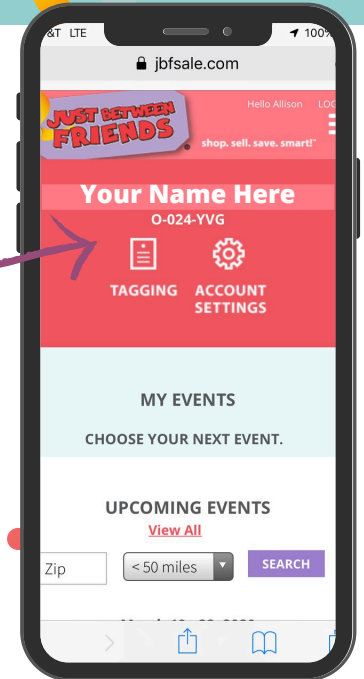 &T LTE
100%
jbfsale.com
Hello Allison LOG
JUST BETWEEN
FRIENDS
shop. sell. save. smart!™
Your Name Here
O-024-YVG
TAGGING
ACCOUNT
SETTINGS
MY EVENTS
CHOOSE YOUR NEXT EVENT.
UPCOMING EVENTS
View All
Zip
< 50 miles
SEARCH